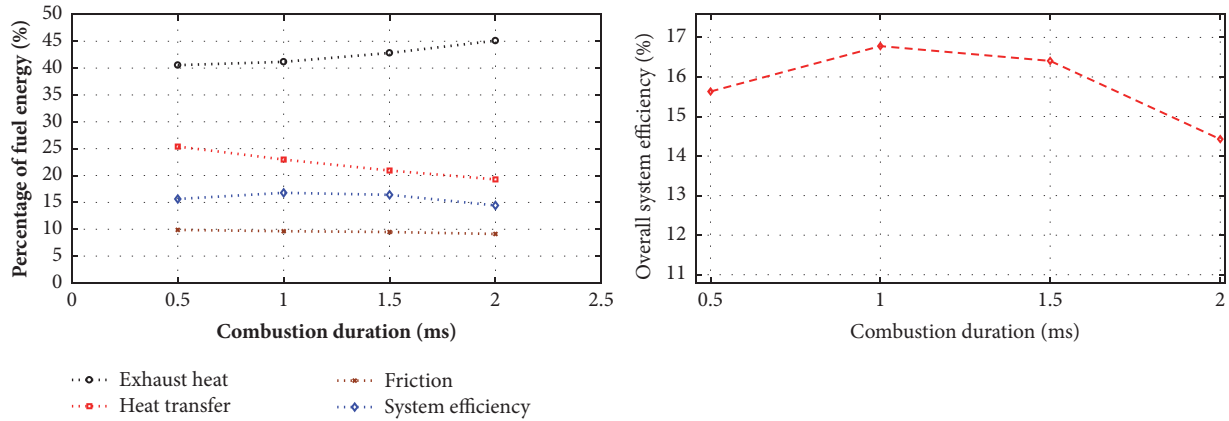 Percentage of fuel energy (%)
50
45
40
35
30
25
20
15
10
5
0
0 0.5 1 1.5 2 2.5
Combustion duration (ms)
Exhaust heat
Heat transfer
Friction
System efficiency
Overall system efficiency (%)
17
16
15
14
13
12
11
0.5 1 1.5 2
Combustion duration (ms)